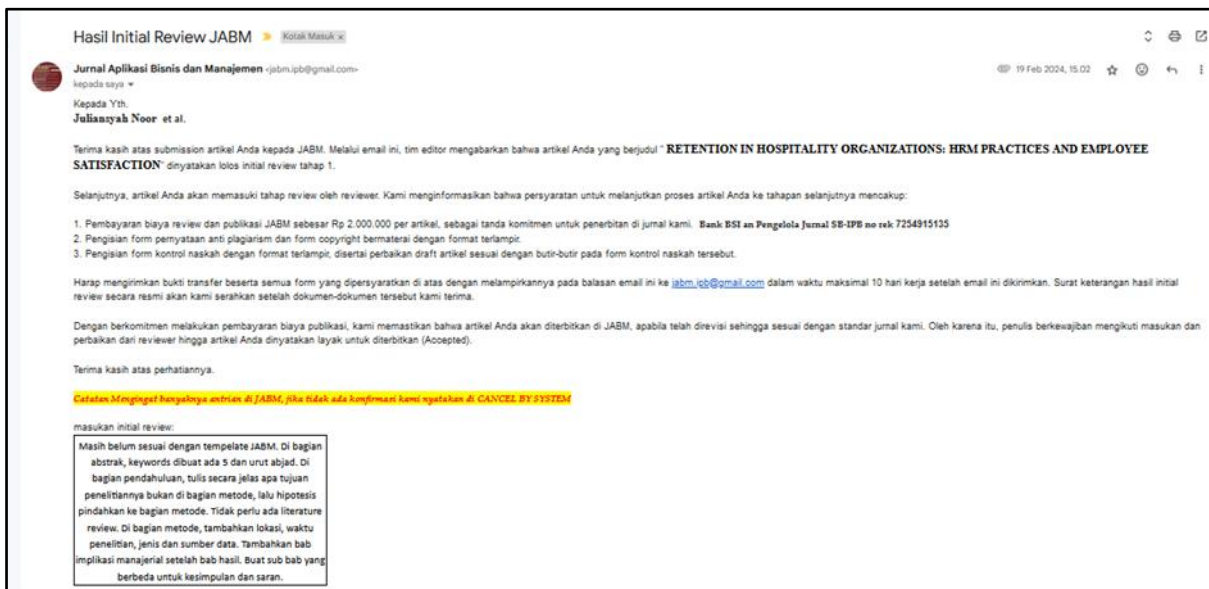 Hasil Initial Review JABM
Kotak Masuk x
Jurnal Aplikasi Bisnis dan Manajemen <jabm.ipb@gmail.com>
19 Feb 2024, 15.02
kepada saya
Kepada Yth.
Juliansyah Noor et al.
Terima kasih atas submission artikel Anda kepada JABM. Melalui email ini, tim editor mengabarkan bahwa artikel Anda yang berjudul " RETENTION IN HOSPITALITY ORGANIZATIONS: HRM PRACTICES AND EMPLOYEE
SATISFACTION" dinyatakan lolos initial review tahap 1.
Selanjutnya, artikel Anda akan memasuki tahap review oleh reviewer. Kami menginformasikan bahwa persyaratan untuk melanjutkan proses artikel Anda ke tahapan selanjutnya mencakup:
1. Pembayaran biaya review dan publikasi JABM sebesar Rp 2.000.000 per artikel, sebagai tanda komitmen untuk penerbitan di jurnal kami. Bank BSI an Pengelola Jurnal SB-IPB no rek 7254915135
2. Pengisian form pernyataan anti plagiarism dan form copyright bermaterai dengan format terlampir.
3. Pengisian form kontrol naskah dengan format terlampir, disertai perbaikan draft artikel sesuai dengan butir-butir pada form kontrol naskah tersebut.
Harap mengirimkan bukti transfer beserta semua form yang dipersyaratkan di atas dengan melampirkannya pada balasan email ini ke jabm.ipb@gmail.com dalam waktu maksimal 10 hari kerja setelah email ini dikirimkan. Surat keterangan hasil initial
review secara resmi akan kami serahkan setelah dokumen-dokumen tersebut kami terima.
Dengan berkomitmen melakukan pembayaran biaya publikasi, kami memastikan bahwa artikel Anda akan diterbitkan di JABM, apabila telah direvisi sehingga sesuai dengan standar jurnal kami. Oleh karena itu, penulis berkewajiban mengikuti masukan dan
perbaikan dari reviewer hingga artikel Anda dinyatakan layak untuk diterbitkan (Accepted).
Terima kasih atas perhatiannya.
Catatan Mengingat banyaknya antrian di JABM, jika tidak ada konfirmasi kami nyatakan di CANCEL BY SYSTEM
masukan initial review:
Masih belum sesuai dengan tempelate JABM. Di bagian
abstrak, keywords dibuat ada 5 dan urut abjad. Di
bagian pendahuluan, tulis secara jelas apa tujuan
penelitiannya bukan di bagian metode, lalu hipotesis
pindahkan ke bagian metode. Tidak perlu ada literature
review. Di bagian metode, tambahkan lokasi, waktu
penelitian, jenis dan sumber data. Tambahkan bab
implikasi manajerial setelah bab hasil. Buat sub bab yang
berbeda untuk kesimpulan dan saran.